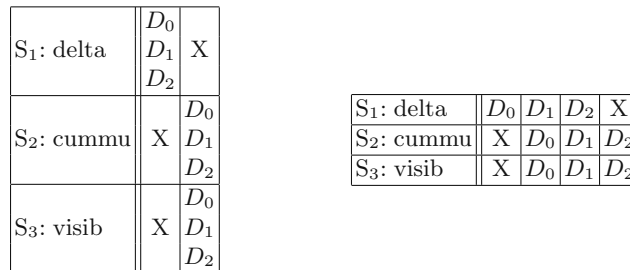 D₀
S₁: delta D₁ X
D₂
D₀
S₂: cummu X D₁
D₂
D₀
S₃: visib X D₁
D₂
S₁: delta D₀ D₁ D₂ X
S₂: cummu X D₀ D₁ D₂
S₃: visib X D₀ D₁ D₂